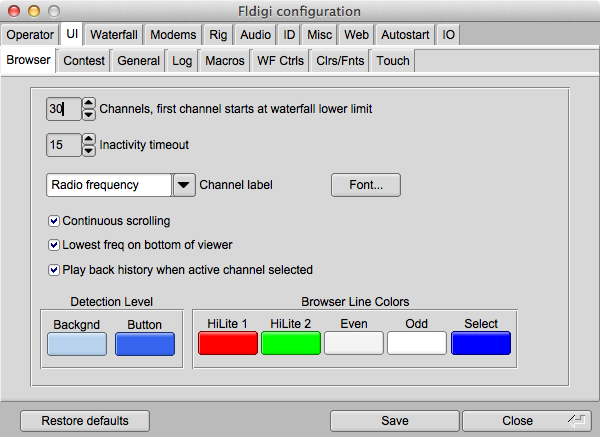 Fldigi configuration
Operator UI Waterfall Modems Rig Audio ID Misc Web Autostart IO
Browser Contest General Log Macros WF Ctrls Clrs/Fnts Touch
30 Channels, first channel starts at waterfall lower limit
15 Inactivity timeout
Radio frequency Channel label Font...
Continuous scrolling
Lowest freq on bottom of viewer
Play back history when active channel selected
Detection Level Browser Line Colors
Backgnd Button HiLite 1 HiLite 2 Even Odd Select
Restore defaults Save Close